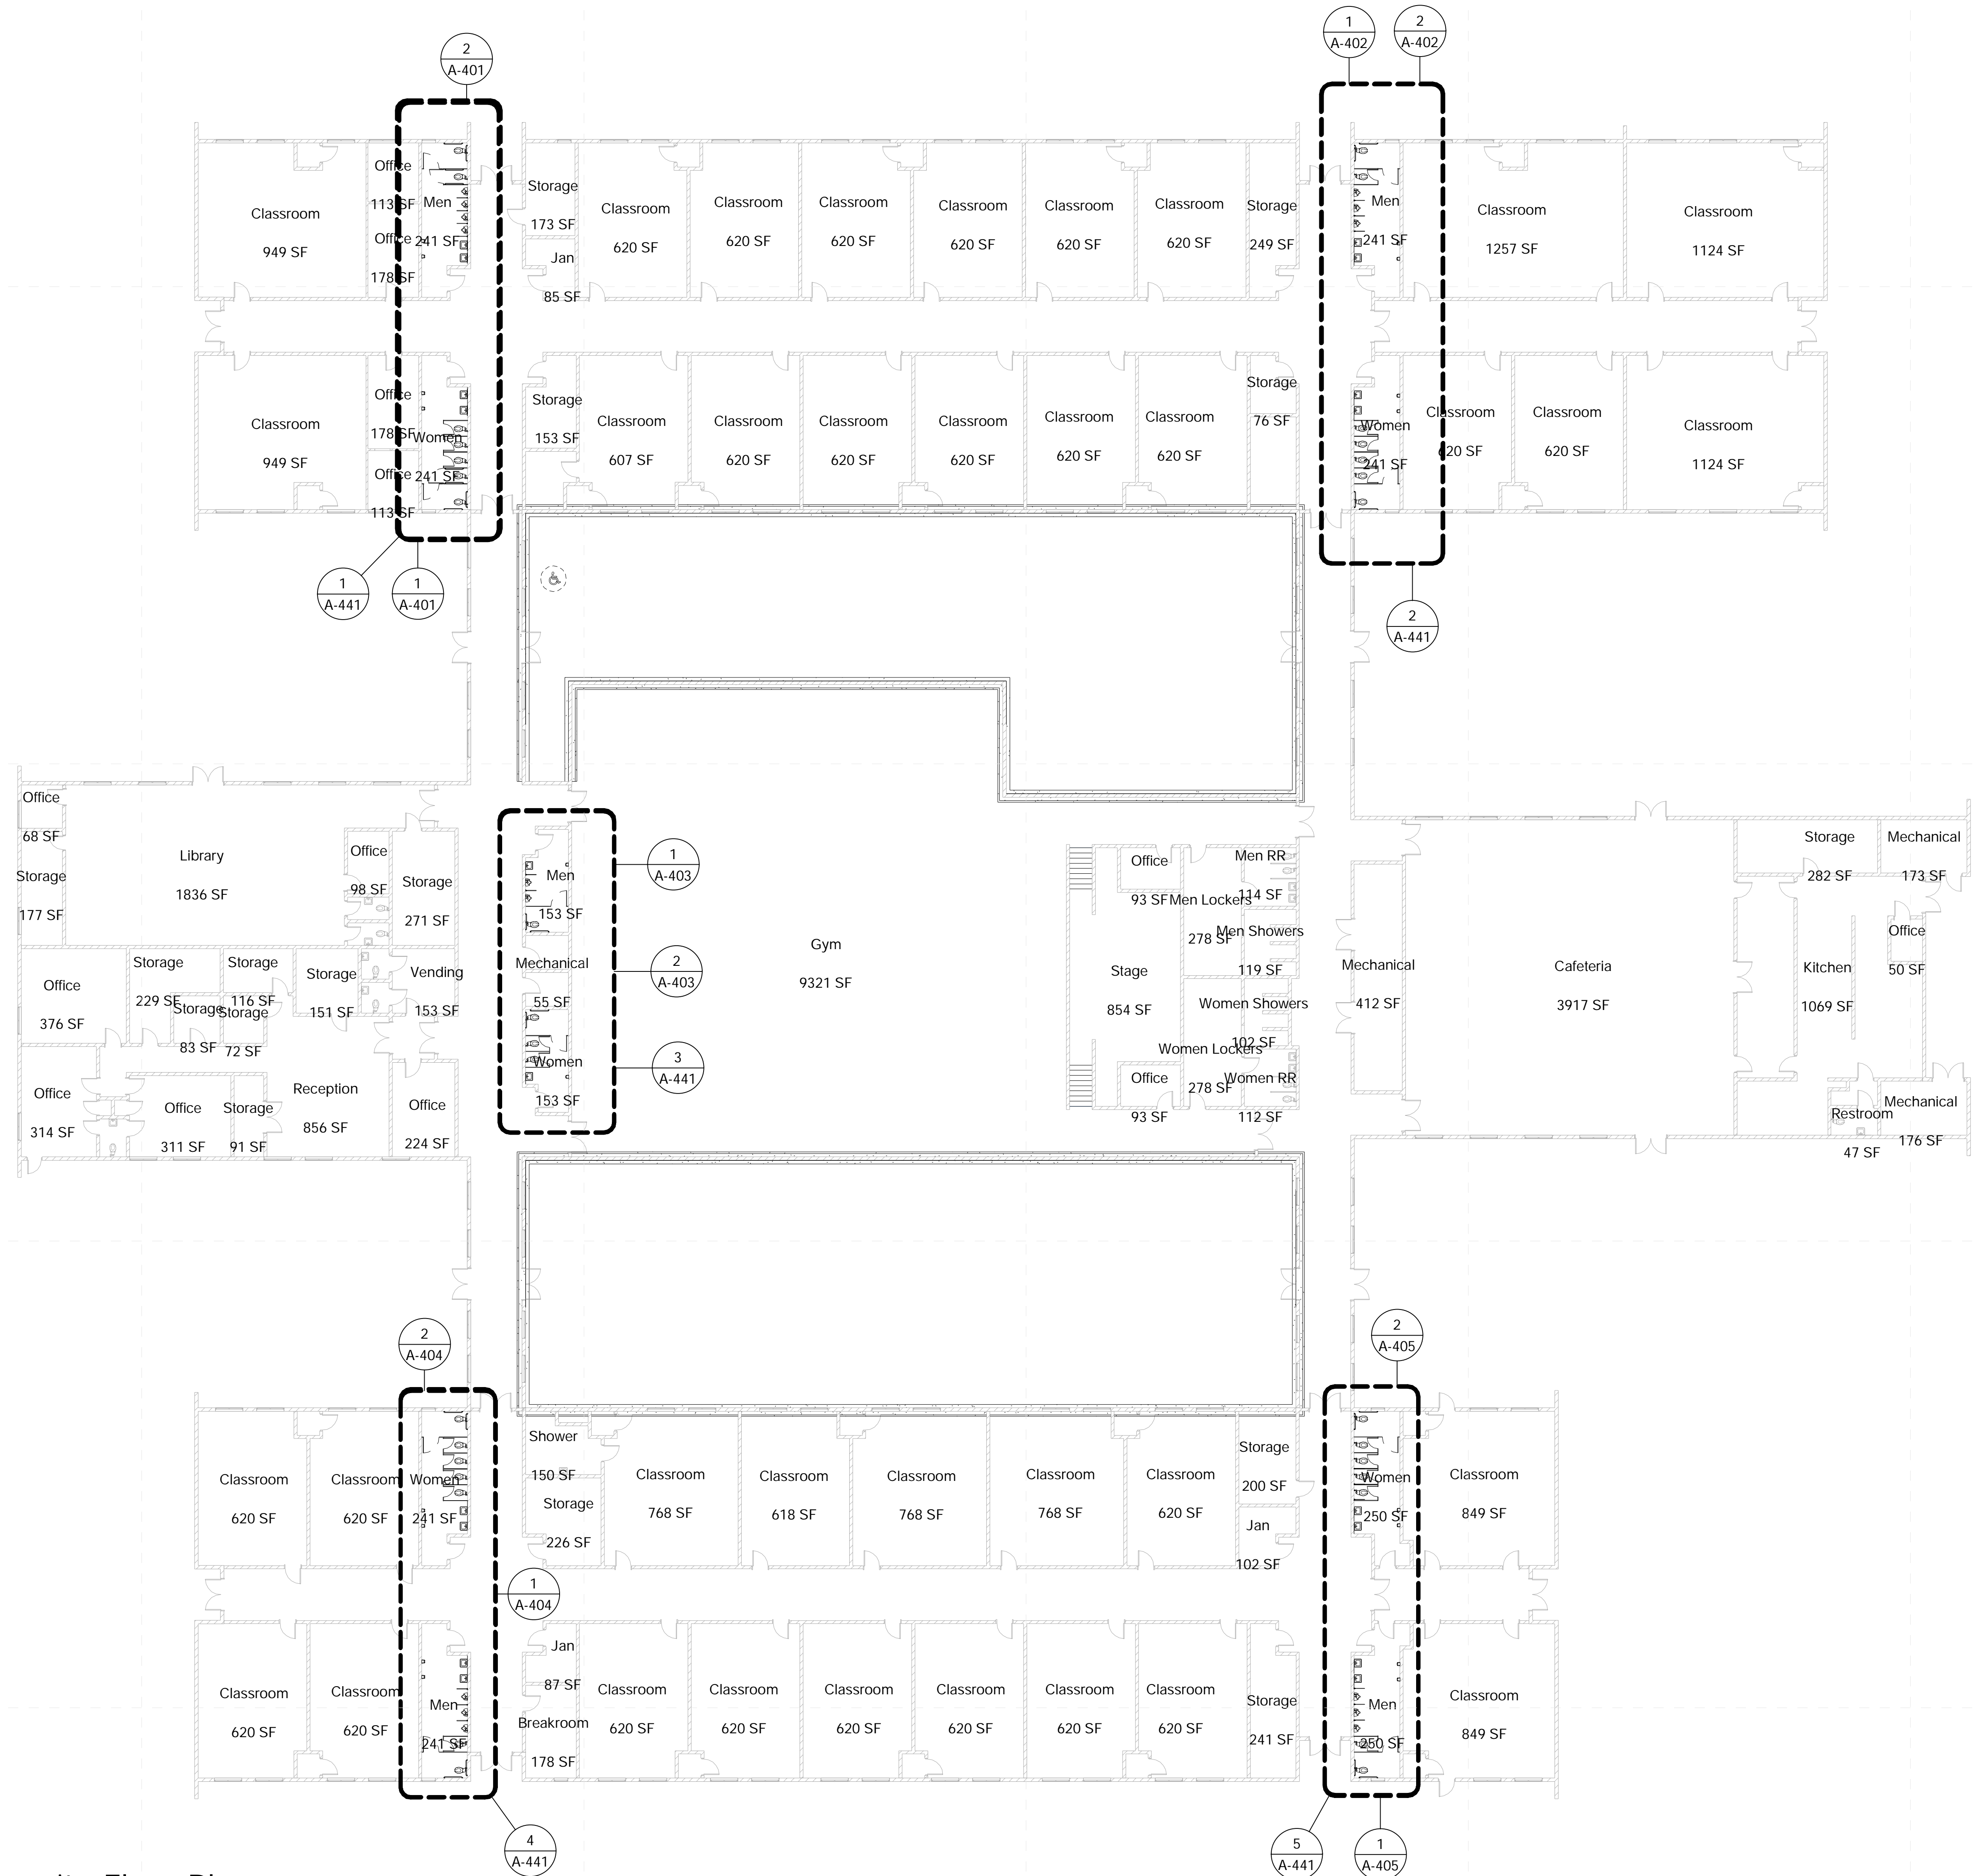 1
A-402
2
A-402
2
A-401
Office
113 SF
Men
241 SF
Office
178 SF
Classroom
949 SF
Storage
173 SF
Jan
85 SF
Classroom
620 SF
Classroom
620 SF
Classroom
620 SF
Classroom
620 SF
Classroom
620 SF
Classroom
620 SF
Storage
249 SF
Men
241 SF
Classroom
1257 SF
Classroom
1124 SF
Classroom
949 SF
Office
178 SF
Women
241 SF
Office
113 SF
Storage
153 SF
Classroom
607 SF
Classroom
620 SF
Classroom
620 SF
Classroom
620 SF
Classroom
620 SF
Classroom
620 SF
Storage
76 SF
Women
241 SF
Classroom
620 SF
Classroom
620 SF
Classroom
1124 SF
1
A-441
1
A-401
2
A-441
Office
68 SF
Storage
177 SF
Library
1836 SF
Office
98 SF
Storage
271 SF
Men
153 SF
1
A-403
Mechanical
55 SF
2
A-403
Women
153 SF
3
A-441
Gym
9321 SF
Office
93 SF
Men RR
114 SF
Men Lockers
278 SF
Men Showers
119 SF
Stage
854 SF
Women Showers
102 SF
Women Lockers
278 SF
Office
93 SF
Women RR
112 SF
Mechanical
412 SF
Cafeteria
3917 SF
Storage
282 SF
Mechanical
173 SF
Kitchen
1069 SF
Office
50 SF
Restroom
47 SF
Mechanical
176 SF
Office
376 SF
Storage
229 SF
Storage
116 SF
Storage
83 SF
Storage
72 SF
Storage
151 SF
Vending
153 SF
Office
314 SF
Office
311 SF
Storage
91 SF
Reception
856 SF
Office
224 SF
2
A-404
2
A-405
Classroom
620 SF
Classroom
620 SF
Women
241 SF
Shower
150 SF
Storage
226 SF
Classroom
768 SF
Classroom
618 SF
Classroom
768 SF
Classroom
768 SF
Classroom
620 SF
Storage
200 SF
Jan
102 SF
Women
250 SF
Classroom
849 SF
1
A-404
Classroom
620 SF
Classroom
620 SF
Men
241 SF
Jan
87 SF
Breakroom
178 SF
Classroom
620 SF
Classroom
620 SF
Classroom
620 SF
Classroom
620 SF
Classroom
620 SF
Classroom
620 SF
Storage
241 SF
Men
250 SF
Classroom
849 SF
4
A-441
5
A-441
1
A-405